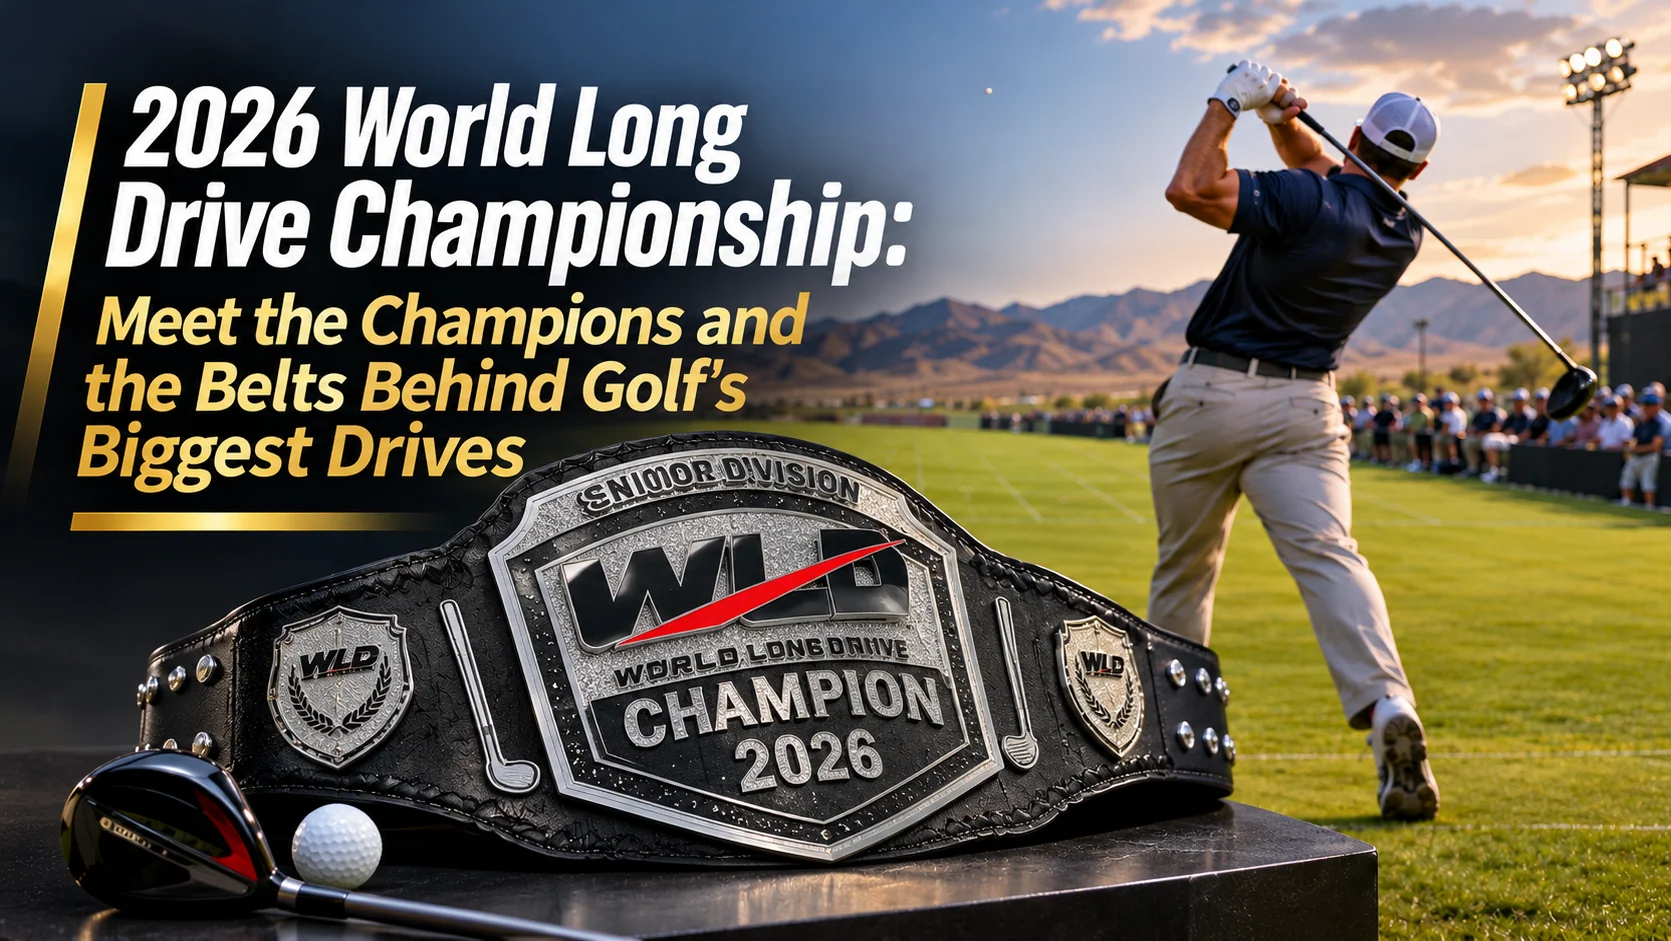 2026 World Long
Drive Championship:
Meet the Champions and
the Belts Behind Golf's
Biggest Drives
SNIOOR DIVISION
WLD
WORLD LONG DRIVE
CHAMPION
2026
WLD
WLD